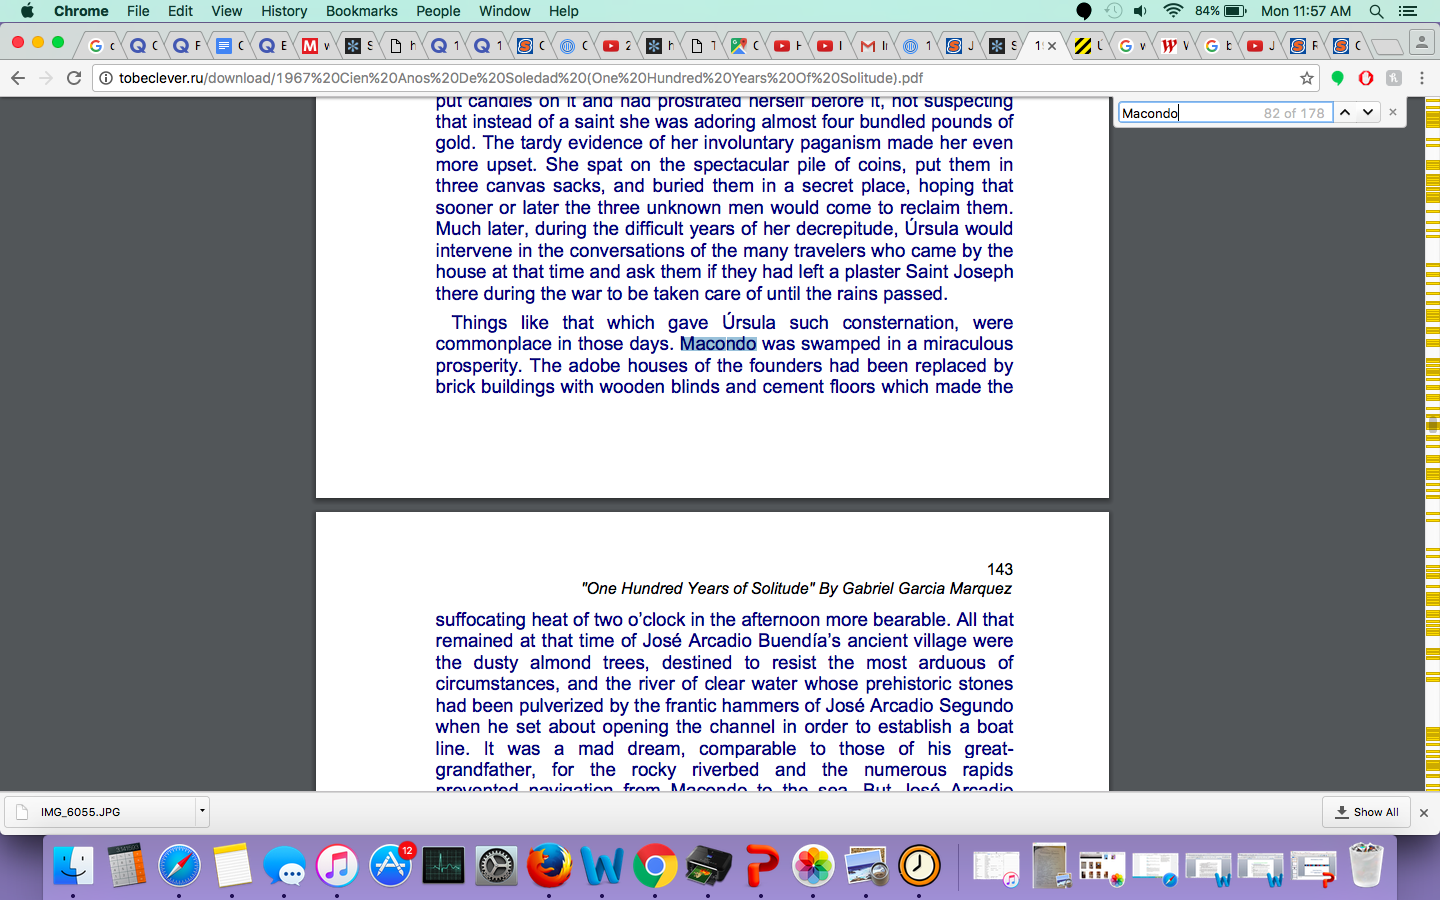 Chrome File Edit View History Bookmarks People Window Help 84% Mon 11:57 AM
tobeclever.ru/download/1967%20Cien%20Anos%20De%20Soledad%20(One%20Hundred%20Years%20Of%20Solitude).pdf
Macondo 82 of 178
put candles on it and had prostrated herself before it, not suspecting
that instead of a saint she was adoring almost four bundled pounds of
gold. The tardy evidence of her involuntary paganism made her even
more upset. She spat on the spectacular pile of coins, put them in
three canvas sacks, and buried them in a secret place, hoping that
sooner or later the three unknown men would come to reclaim them.
Much later, during the difficult years of her decrepitude, Úrsula would
intervene in the conversations of the many travelers who came by the
house at that time and ask them if they had left a plaster Saint Joseph
there during the war to be taken care of until the rains passed.
Things like that which gave Úrsula such consternation, were
commonplace in those days. Macondo was swamped in a miraculous
prosperity. The adobe houses of the founders had been replaced by
brick buildings with wooden blinds and cement floors which made the
143
"One Hundred Years of Solitude" By Gabriel Garcia Marquez
suffocating heat of two o’clock in the afternoon more bearable. All that
remained at that time of José Arcadio Buendía’s ancient village were
the dusty almond trees, destined to resist the most arduous of
circumstances, and the river of clear water whose prehistoric stones
had been pulverized by the frantic hammers of José Arcadio Segundo
when he set about opening the channel in order to establish a boat
line. It was a mad dream, comparable to those of his great-
grandfather, for the rocky riverbed and the numerous rapids
prevented navigation from Macondo to the sea. But José Arcadio
IMG_6055.JPG Show All
12